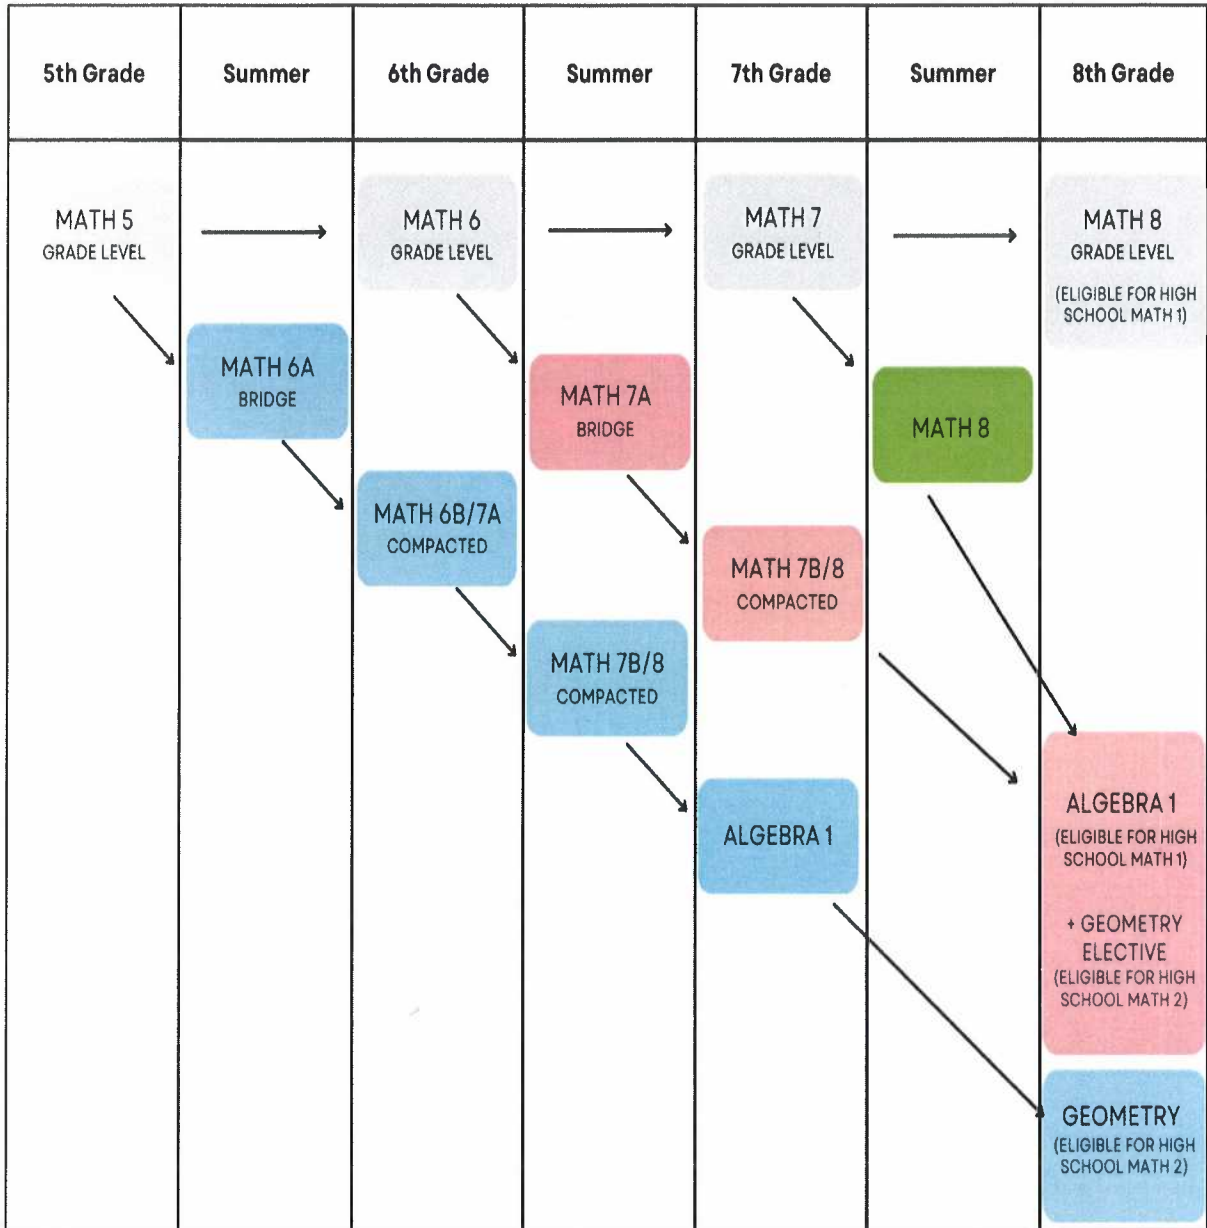 5th Grade
Summer
6th Grade
Summer
7th Grade
Summer
8th Grade
MATH 5
GRADE LEVEL
MATH 6
GRADE LEVEL
MATH 7
GRADE LEVEL
MATH 8
GRADE LEVEL
(ELIGIBLE FOR HIGH
SCHOOL MATH 1)
MATH 6A
BRIDGE
MATH 7A
BRIDGE
MATH 8
MATH 6B/7A
COMPACTED
MATH 7B/8
COMPACTED
MATH 7B/8
COMPACTED
ALGEBRA 1
ALGEBRA 1
(ELIGIBLE FOR HIGH
SCHOOL MATH 1)
+ GEOMETRY
ELECTIVE
(ELIGIBLE FOR HIGH
SCHOOL MATH 2)
GEOMETRY
(ELIGIBLE FOR HIGH
SCHOOL MATH 2)